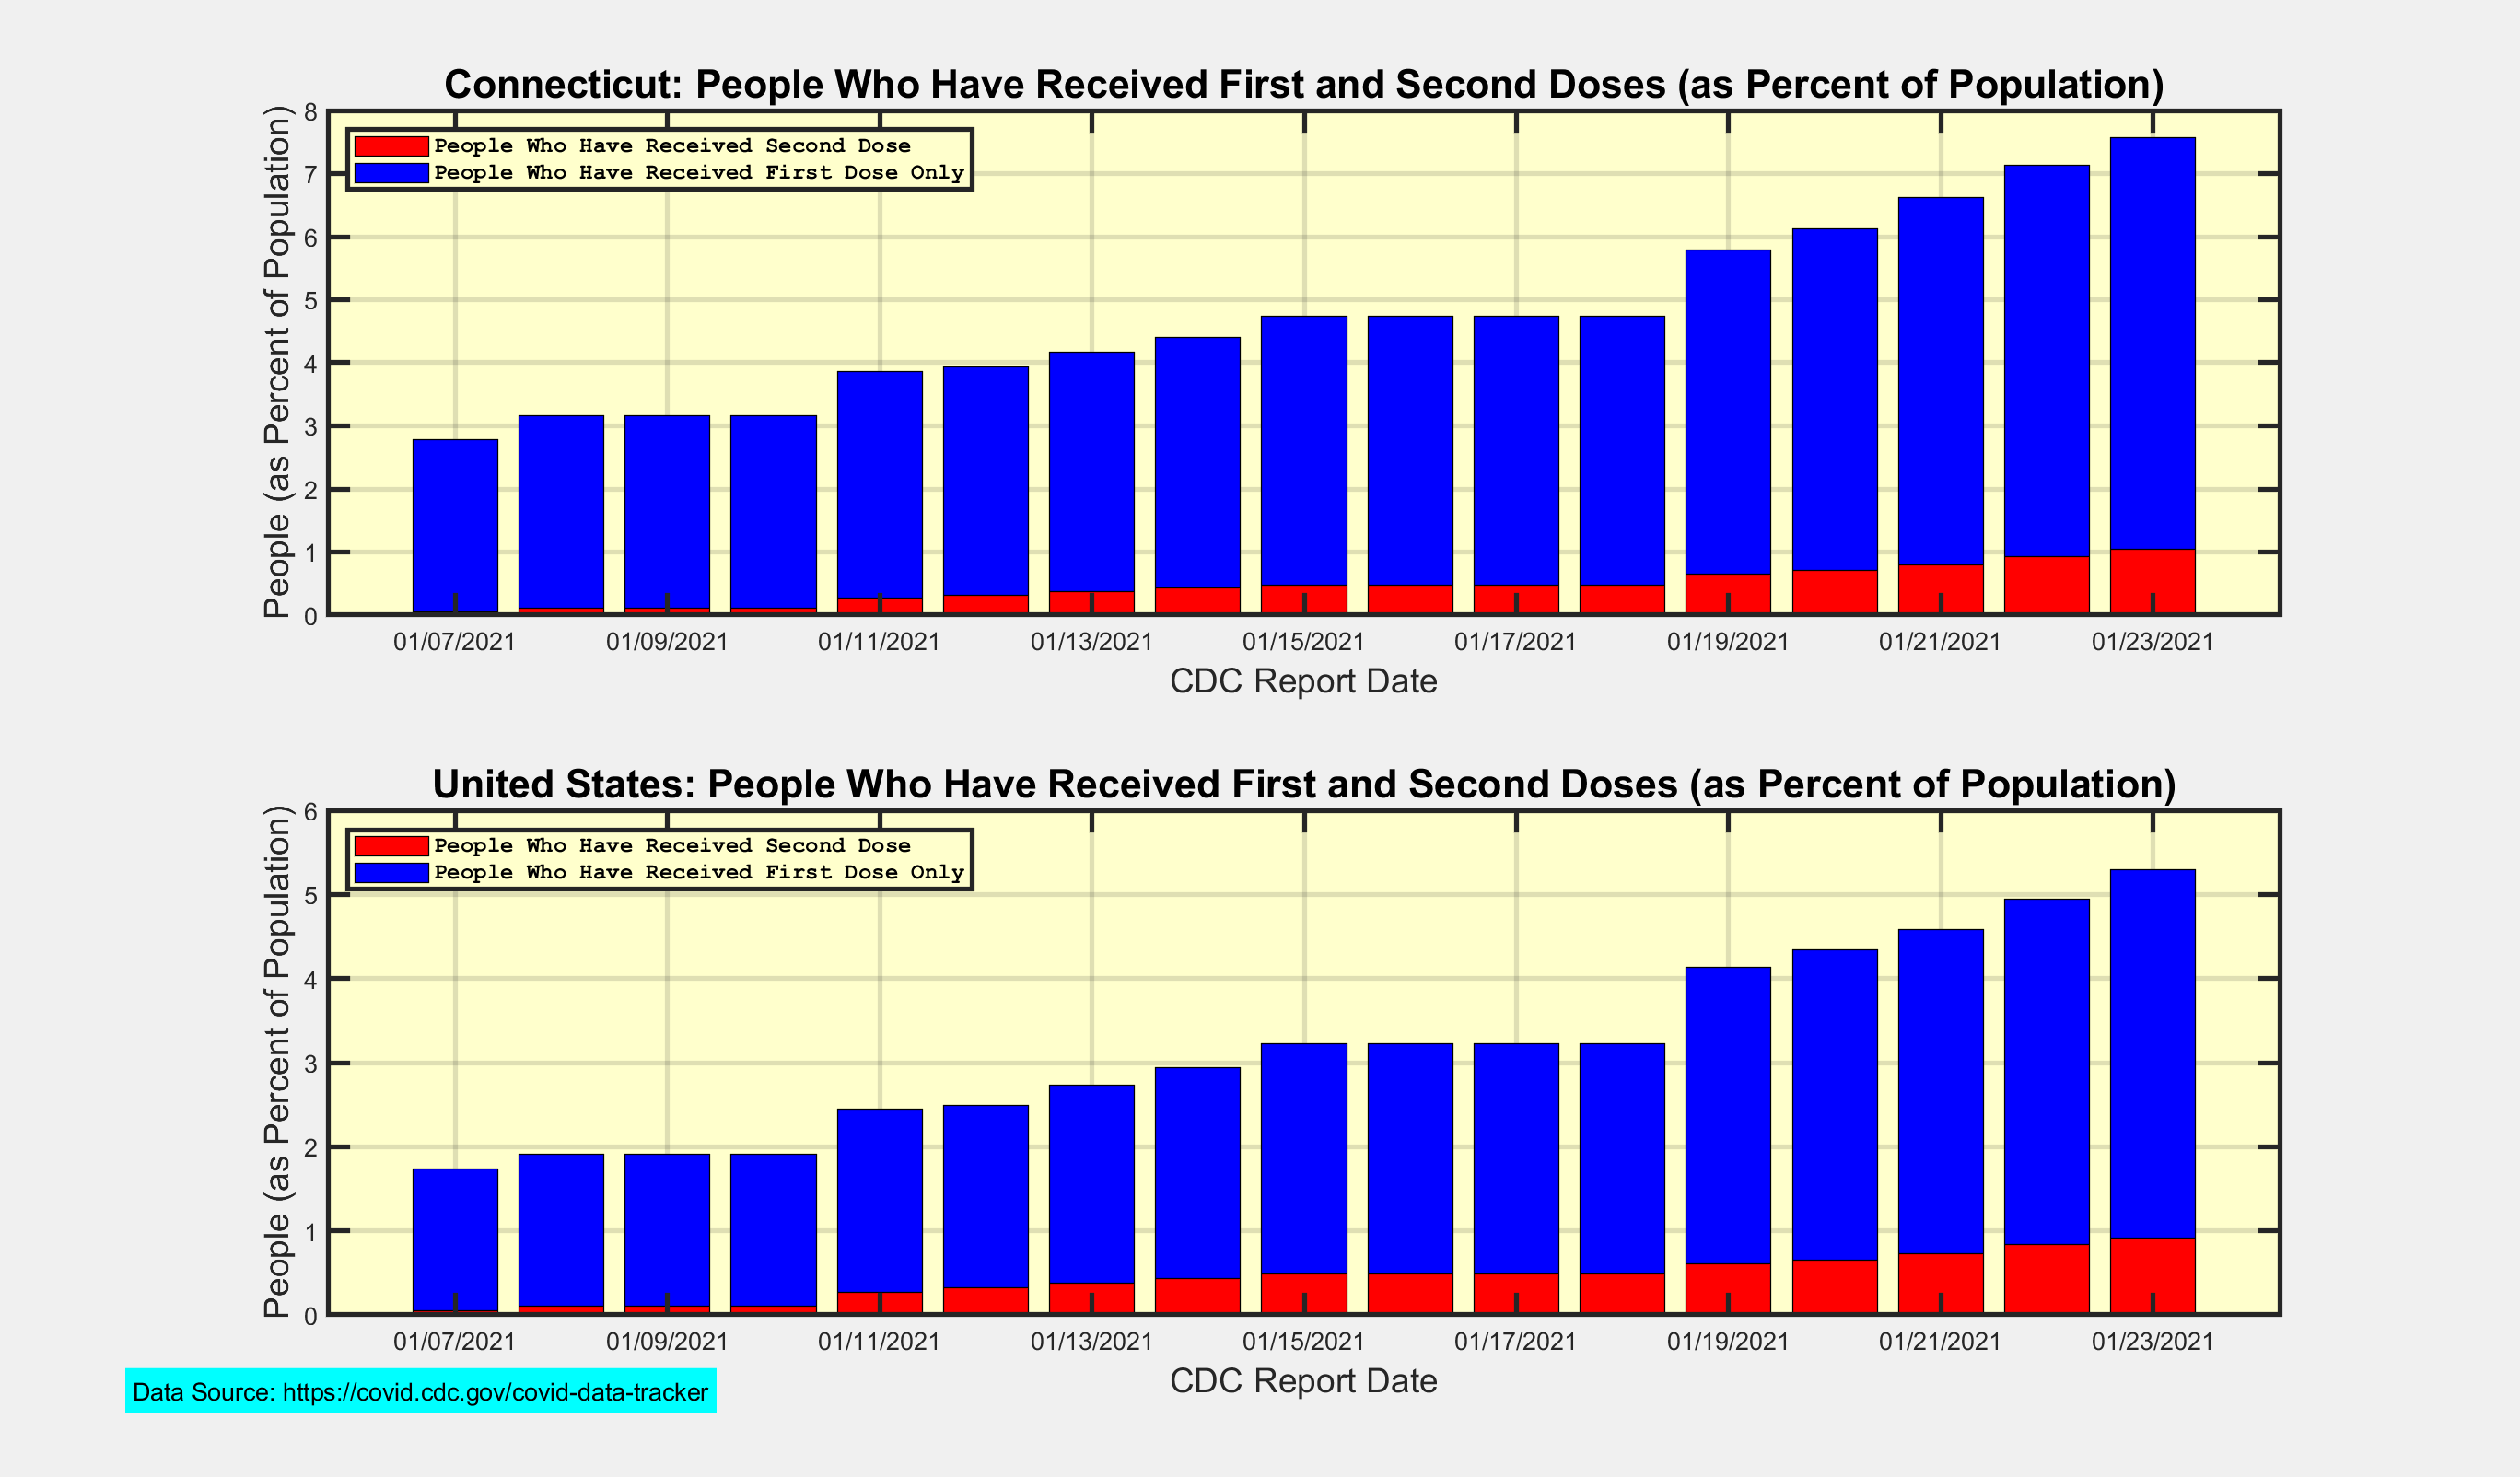 Connecticut: People Who Have Received First and Second Doses (as Percent of Population)
People (as Percent of Population)
8
7
6
5
4
3
2
1
0
People Who Have Received Second Dose
People Who Have Received First Dose Only
01/07/2021 01/09/2021 01/11/2021 01/13/2021 01/15/2021 01/17/2021 01/19/2021 01/21/2021 01/23/2021
CDC Report Date
United States: People Who Have Received First and Second Doses (as Percent of Population)
People (as Percent of Population)
6
5
4
3
2
1
0
People Who Have Received Second Dose
People Who Have Received First Dose Only
01/07/2021 01/09/2021 01/11/2021 01/13/2021 01/15/2021 01/17/2021 01/19/2021 01/21/2021 01/23/2021
CDC Report Date
Data Source: https://covid.cdc.gov/covid-data-tracker